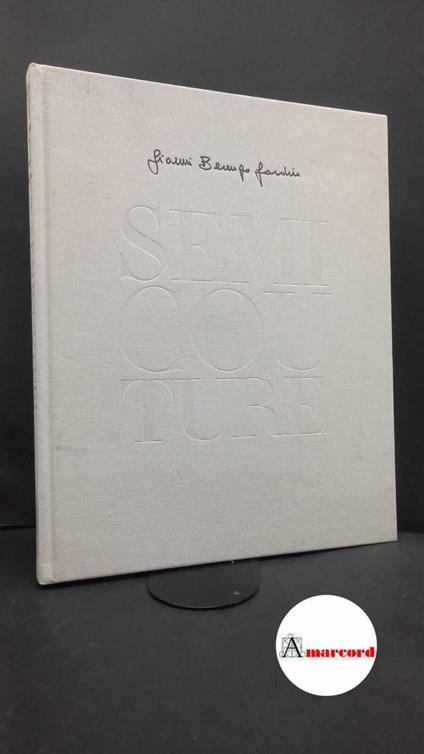 Gianni Berengo Gardin
SEMI
COU
TURE
Amarcord